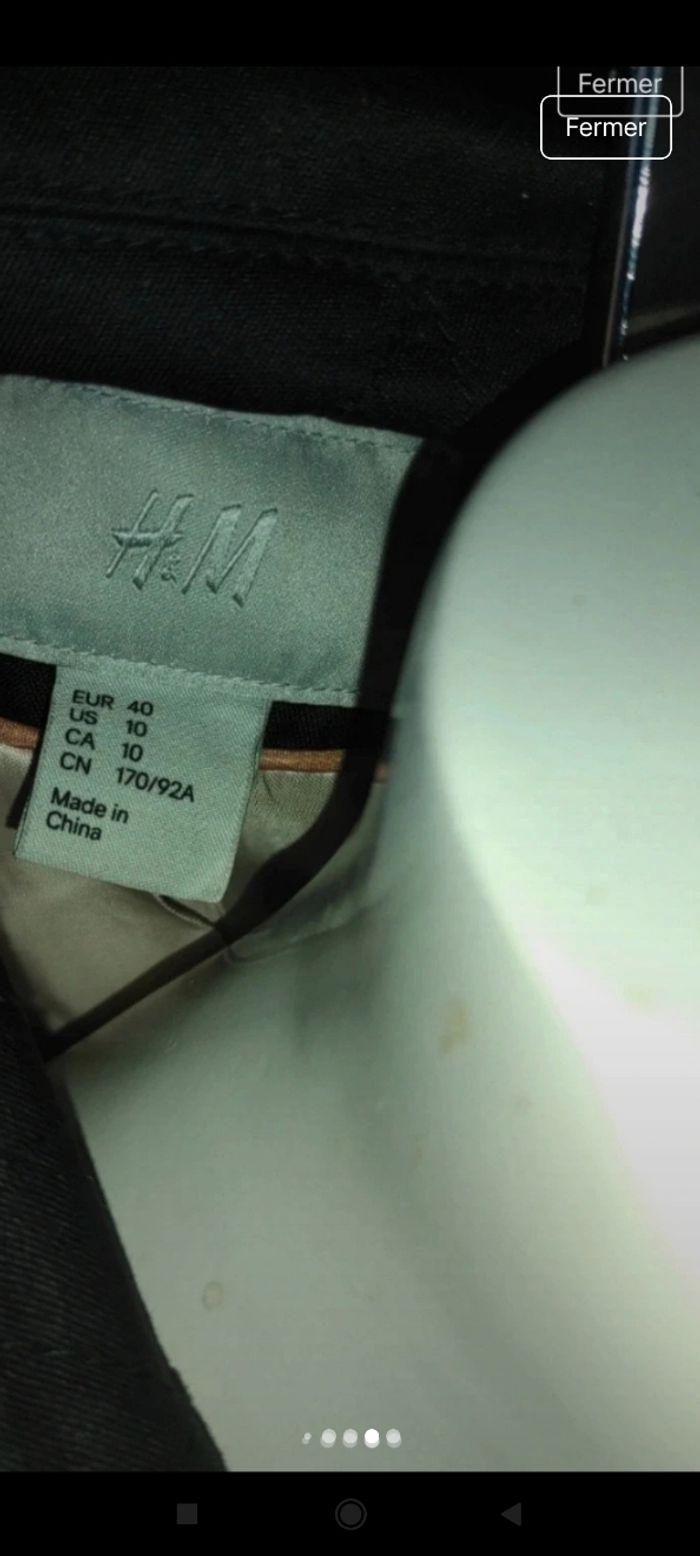 Fermer
Fermer
H&M
EUR 40
US 10
CA 10
CN 170/92A
Made in
China